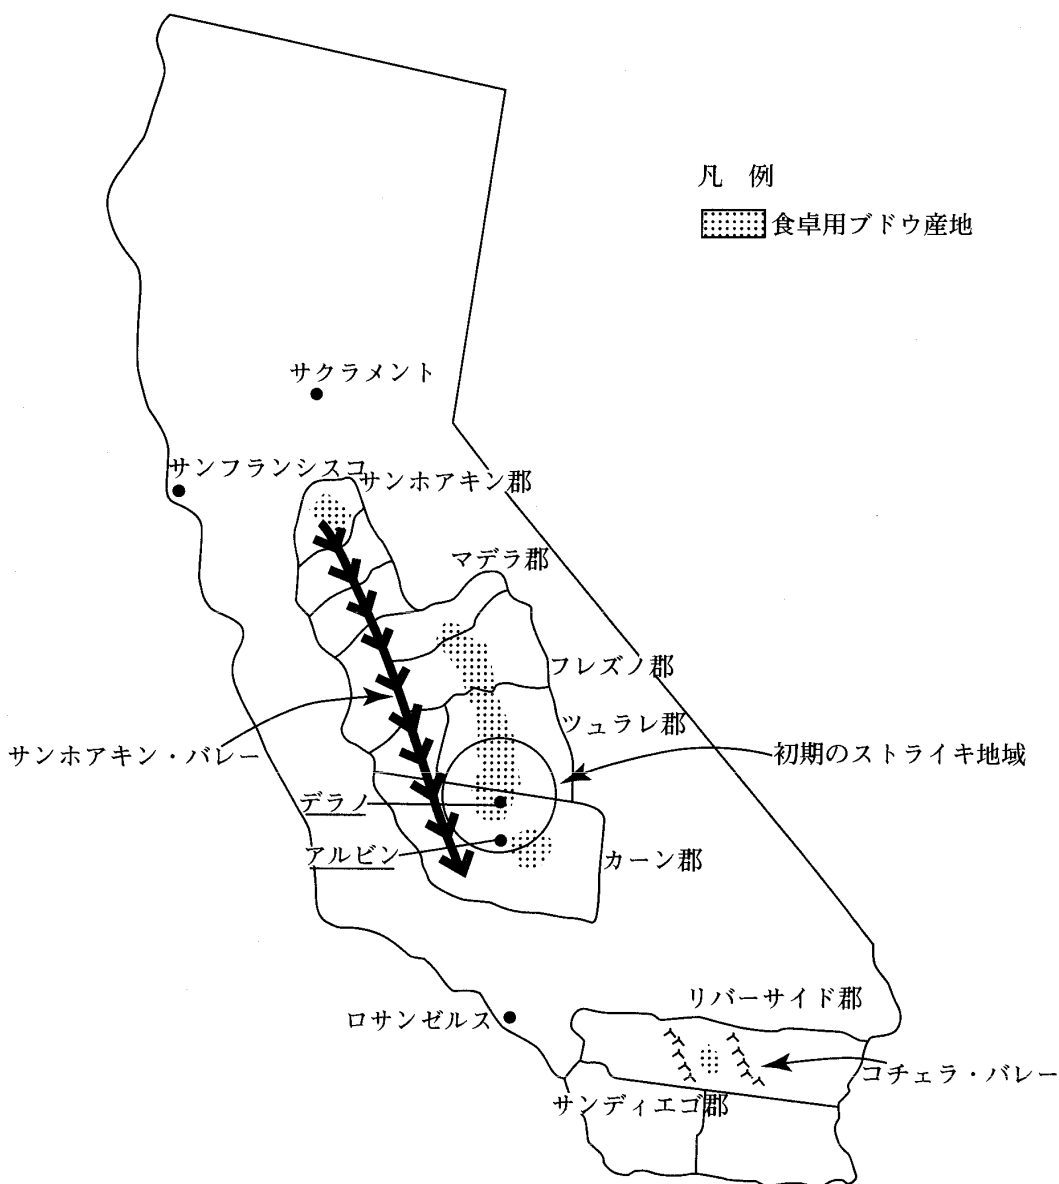 凡　例
食卓用ブドウ産地
サクラメント
サンフランシスコ
サンホアキン郡
マデラ郡
フレズノ郡
ツュラレ郡
サンホアキン・バレー
初期のストライキ地域
デラノ
アルビン
カーン郡
リバーサイド郡
ロサンゼルス
コチェラ・バレー
サンディエゴ郡